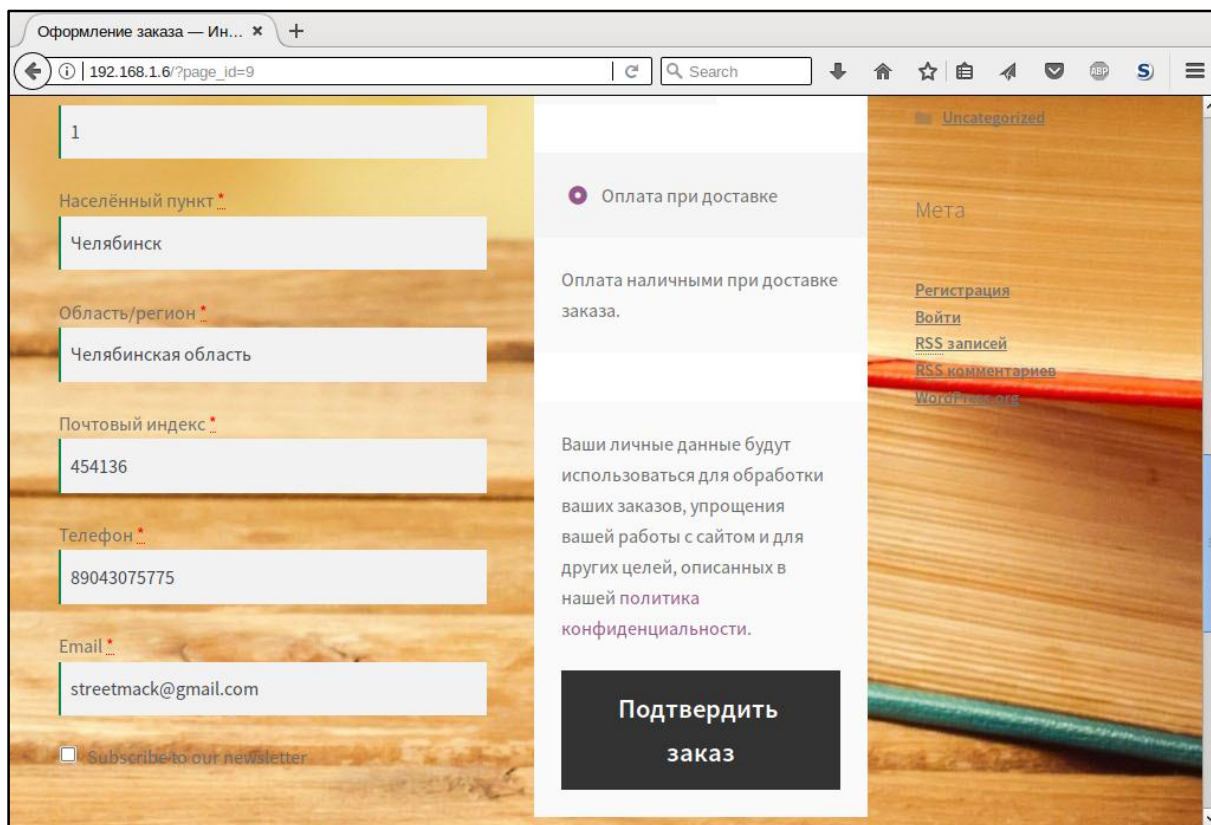 Оформление заказа — Ин…
192.168.1.6/?page_id=9
Search
ABP
S
1
Населённый пункт *
Челябинск
Область/регион *
Челябинская область
Почтовый индекс *
454136
Телефон *
89043075775
Email *
streetmack@gmail.com
Subscribe to our newsletter
Оплата при доставке
Оплата наличными при доставке
заказа.
Ваши личные данные будут
использоваться для обработки
ваших заказов, упрощения
вашей работы с сайтом и для
других целей, описанных в
нашей политика
конфиденциальности.
Подтвердить
заказ
Uncategorized
Мета
Регистрация
Войти
RSS записей
RSS комментариев
WordPress.org